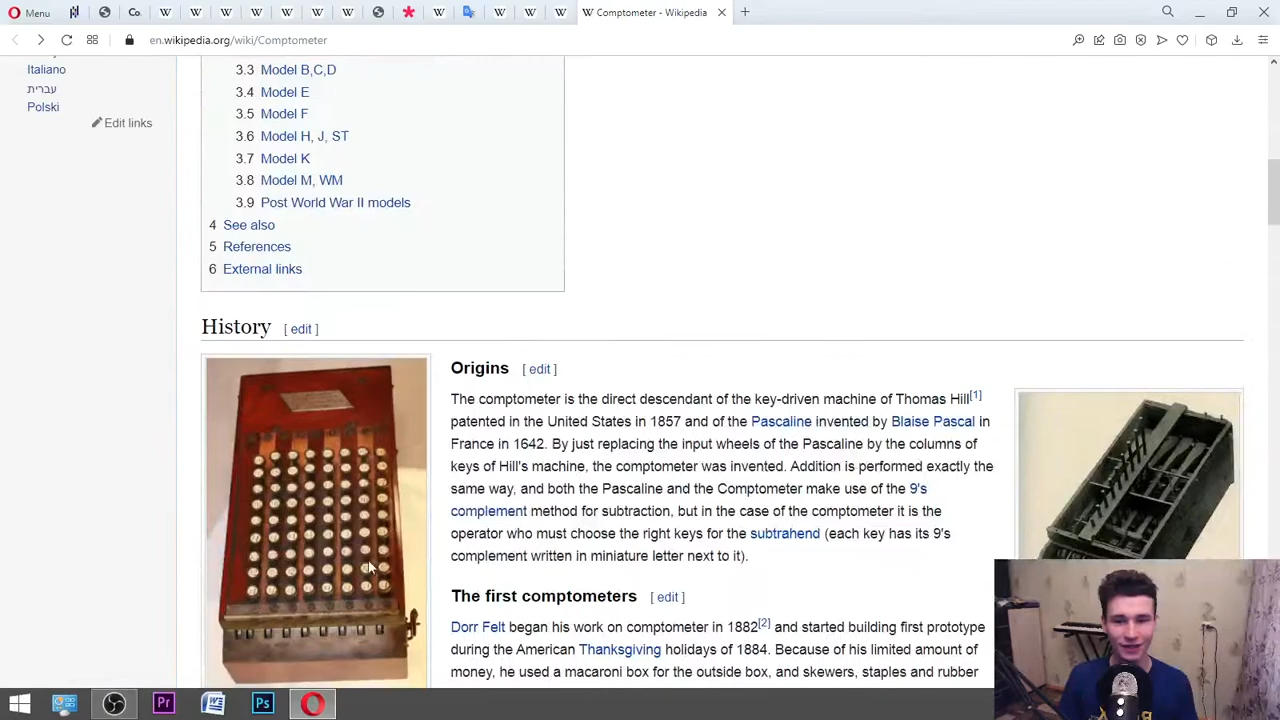 Menu
Co
Comptometer - Wikipedia
en.wikipedia.org/wiki/Comptometer
Italiano
עברית
Polski
Edit links
3.3 Model B,C,D
3.4 Model E
3.5 Model F
3.6 Model H, J, ST
3.7 Model K
3.8 Model M, WM
3.9 Post World War II models
4 See also
5 References
6 External links
History [ edit ]
Origins [ edit ]
The comptometer is the direct descendant of the key-driven machine of Thomas Hill[1]
patented in the United States in 1857 and of the Pascaline invented by Blaise Pascal in
France in 1642. By just replacing the input wheels of the Pascaline by the columns of
keys of Hill's machine, the comptometer was invented. Addition is performed exactly the
same way, and both the Pascaline and the Comptometer make use of the 9's
complement method for subtraction, but in the case of the comptometer it is the
operator who must choose the right keys for the subtrahend (each key has its 9's
complement written in miniature letter next to it).
The first comptometers [ edit ]
Dorr Felt began his work on comptometer in 1882[2] and started building first prototype
during the American Thanksgiving holidays of 1884. Because of his limited amount of
money, he used a macaroni box for the outside box, and skewers, staples and rubber
Pr
W
Ps